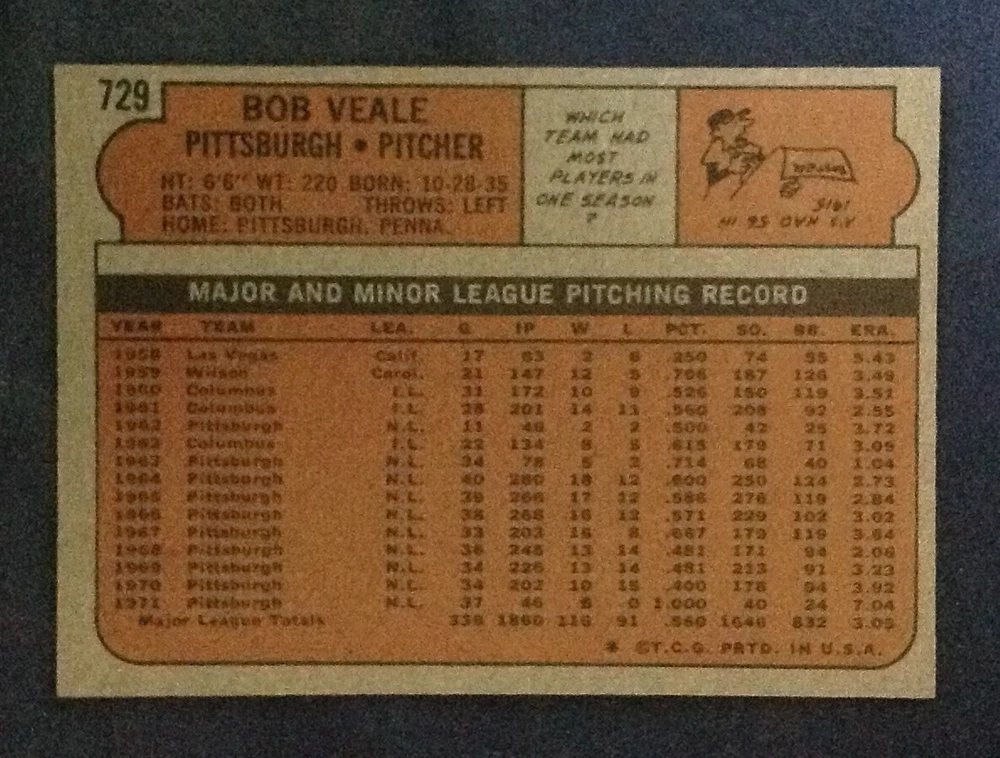 729
BOB VEALE
PITTSBURGH • PITCHER
HT: 6'6" WT: 220 BORN: 10-28-35
BATS: BOTH THROWS: LEFT
HOME: PITTSBURGH, PENNA.
WHICH
TEAM HAD
MOST
PLAYERS IN
ONE SEASON
?
A'S HAD 56 IN
1915
MAJOR AND MINOR LEAGUE PITCHING RECORD
YEAR TEAM LEA. G IP W L PCT. SO. BB. ERA.
1958 Las Vegas Calif. 17 63 2 6 .250 74 55 5.43
1959 Wilson Carol. 21 147 12 5 .706 187 126 3.49
1960 Columbus I.L. 31 172 10 9 .526 150 119 3.51
1961 Columbus I.L. 28 201 14 11 .560 208 92 2.55
1962 Pittsburgh N.L. 11 46 2 2 .500 42 25 3.72
1962 Columbus I.L. 22 134 8 5 .615 179 71 3.09
1963 Pittsburgh N.L. 34 78 5 2 .714 68 40 1.04
1964 Pittsburgh N.L. 40 280 18 12 .600 250 124 2.73
1965 Pittsburgh N.L. 39 266 17 12 .586 276 119 2.84
1966 Pittsburgh N.L. 38 268 16 12 .571 229 102 3.02
1967 Pittsburgh N.L. 33 203 16 8 .667 179 119 3.64
1968 Pittsburgh N.L. 36 245 13 14 .481 171 94 2.06
1969 Pittsburgh N.L. 34 226 13 14 .481 213 91 3.23
1970 Pittsburgh N.L. 34 202 10 15 .400 178 94 3.92
1971 Pittsburgh N.L. 37 46 6 0 1.000 40 24 7.04
Major League Totals 336 1860 116 91 .560 1646 832 3.05
* ©T.C.G. PRTD. IN U.S.A.